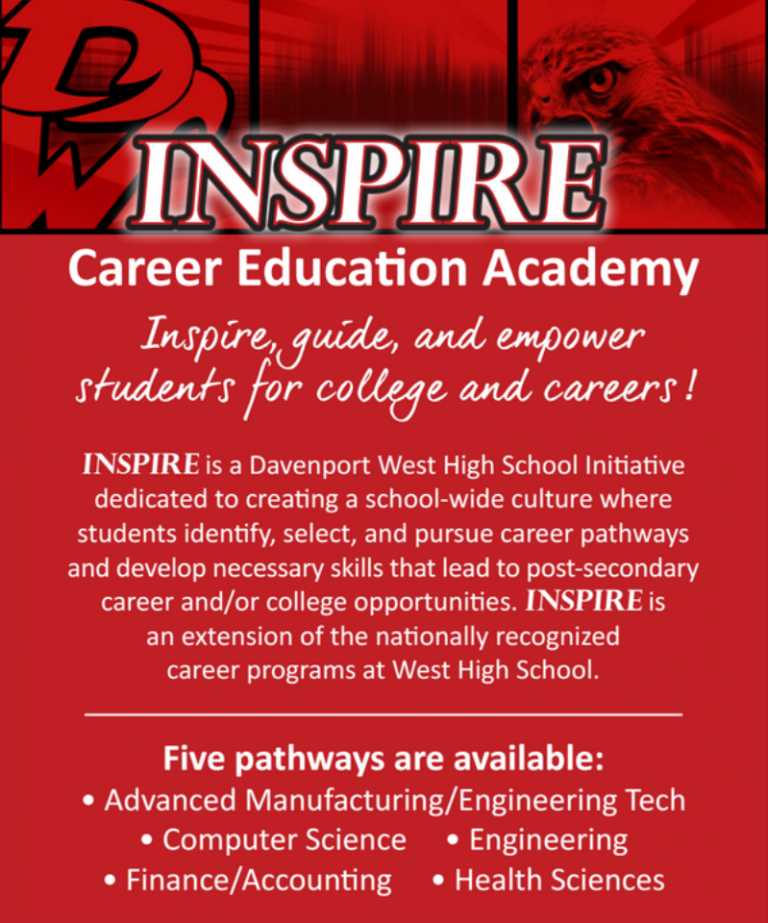 DW
INSPIRE
Career Education Academy
Inspire, guide, and empower
students for college and careers!
INSPIRE is a Davenport West High School Initiative
dedicated to creating a school-wide culture where
students identify, select, and pursue career pathways
and develop necessary skills that lead to post-secondary
career and/or college opportunities. INSPIRE is
an extension of the nationally recognized
career programs at West High School.
Five pathways are available:
• Advanced Manufacturing/Engineering Tech
• Computer Science • Engineering
• Finance/Accounting • Health Sciences